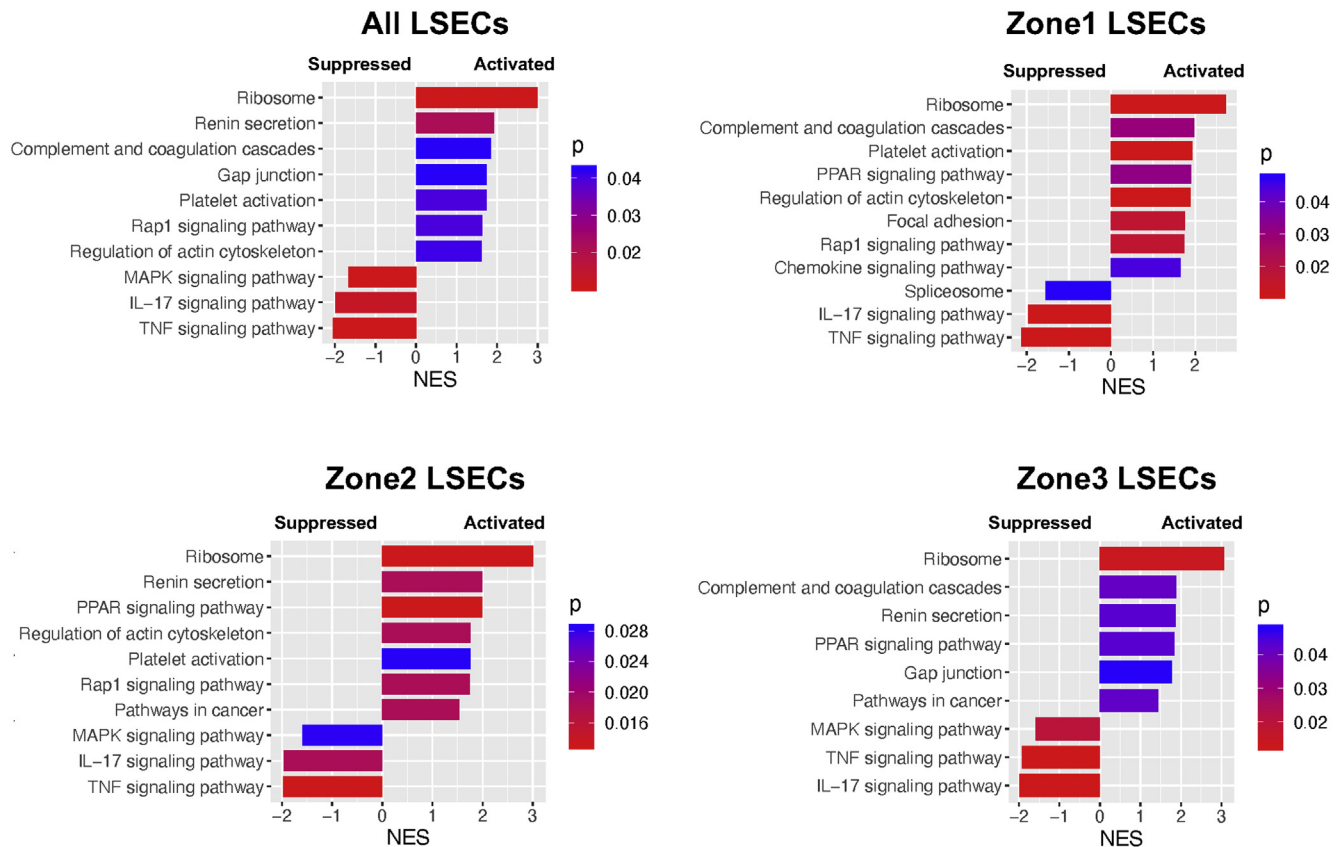 All LSECs
Suppressed Activated
Ribosome
Renin secretion
Complement and coagulation cascades
Gap junction
Platelet activation
Rap1 signaling pathway
Regulation of actin cytoskeleton
MAPK signaling pathway
IL−17 signaling pathway
TNF signaling pathway
−2 −1 0 1 2 3
NES
p
0.04
0.03
0.02
Zone1 LSECs
Suppressed Activated
Ribosome
Complement and coagulation cascades
Platelet activation
PPAR signaling pathway
Regulation of actin cytoskeleton
Focal adhesion
Rap1 signaling pathway
Chemokine signaling pathway
Spliceosome
IL−17 signaling pathway
TNF signaling pathway
−2 −1 0 1 2
NES
p
0.04
0.03
0.02
Zone2 LSECs
Suppressed Activated
Ribosome
Renin secretion
PPAR signaling pathway
Regulation of actin cytoskeleton
Platelet activation
Rap1 signaling pathway
Pathways in cancer
MAPK signaling pathway
IL−17 signaling pathway
TNF signaling pathway
−2 −1 0 1 2 3
NES
p
0.028
0.024
0.020
0.016
Zone3 LSECs
Suppressed Activated
Ribosome
Complement and coagulation cascades
Renin secretion
PPAR signaling pathway
Gap junction
Pathways in cancer
MAPK signaling pathway
TNF signaling pathway
IL−17 signaling pathway
−2 −1 0 1 2 3
NES
p
0.04
0.03
0.02